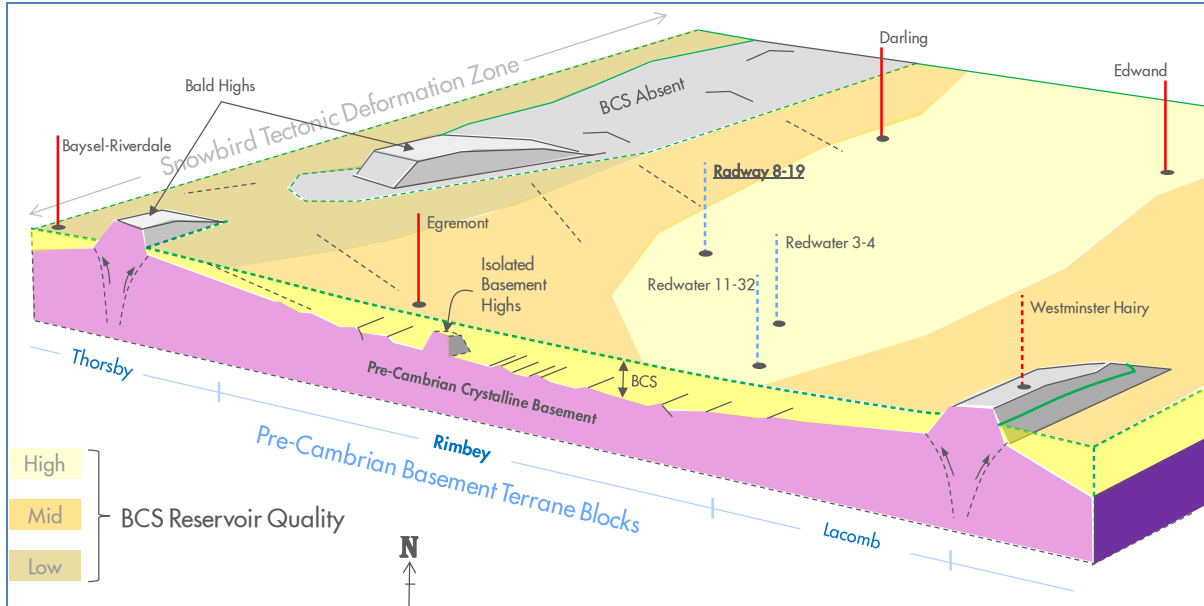 Darling
Edwand
Snowbird Tectonic Deformation Zone
Bald Highs
BCS Absent
Baysel-Riverdale
Radway 8-19
Egremont
Redwater 3-4
Isolated
Basement
Highs
Redwater 11-32
Westminster Hairy
Thorsby
BCS
Pre-Cambrian Crystalline Basement
Rimbey
Pre-Cambrian Basement Terrane Blocks
Lacomb
High
Mid
Low
BCS Reservoir Quality
N